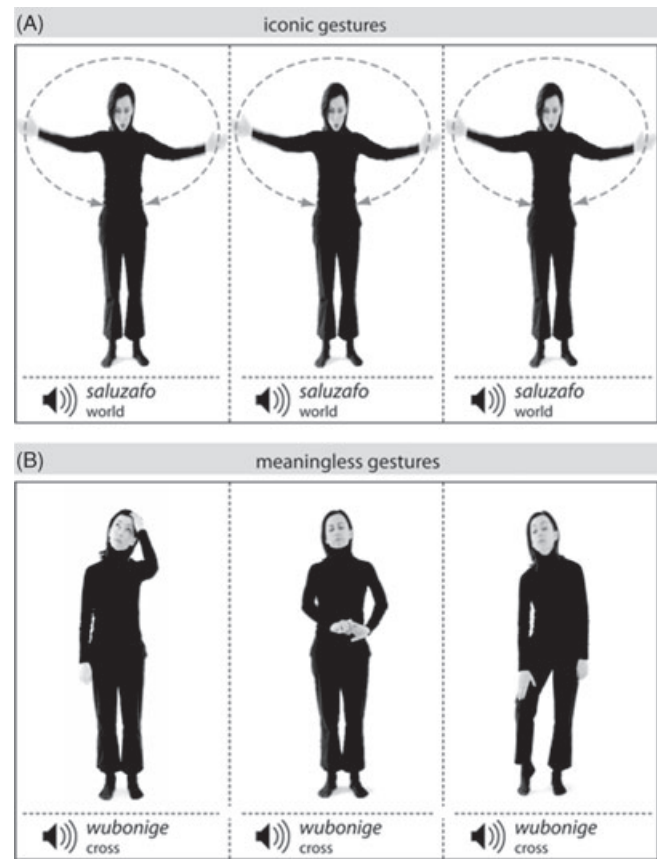 (A) iconic gestures
saluzafo saluzafo saluzafo
world world world
(B) meaningless gestures
wubonige wubonige wubonige
cross cross cross